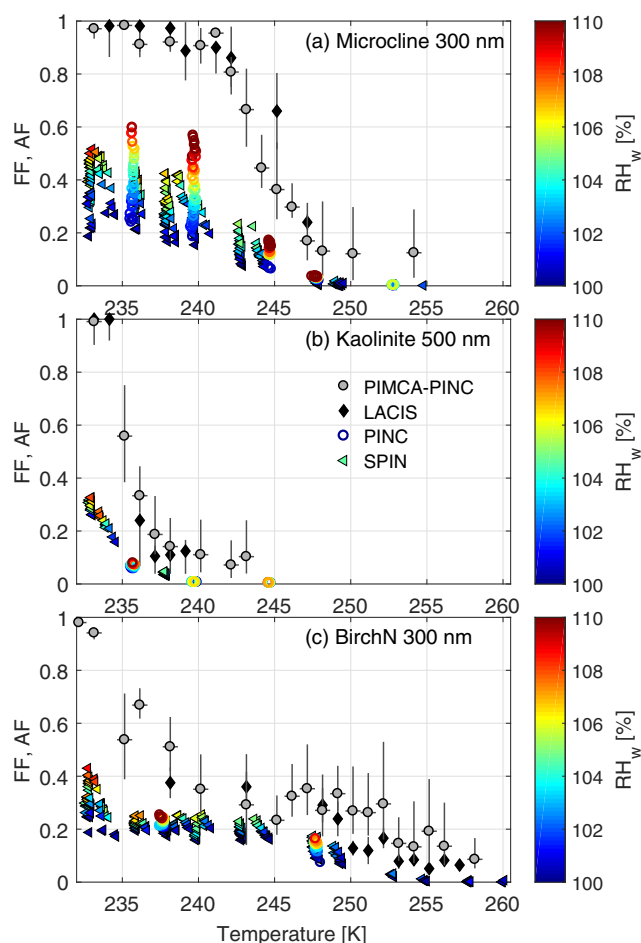 (a) Microcline 300 nm
FF, AF
1
0.8
0.6
0.4
0.2
0
235 240 245 250 255 260
110
108
106
104
102
100
RH_w [%]
(b) Kaolinite 500 nm
PIMCA-PINC
LACIS
PINC
SPIN
FF, AF
1
0.8
0.6
0.4
0.2
0
235 240 245 250 255 260
110
108
106
104
102
100
RH_w [%]
(c) BirchN 300 nm
FF, AF
1
0.8
0.6
0.4
0.2
0
235 240 245 250 255 260
Temperature [K]
110
108
106
104
102
100
RH_w [%]